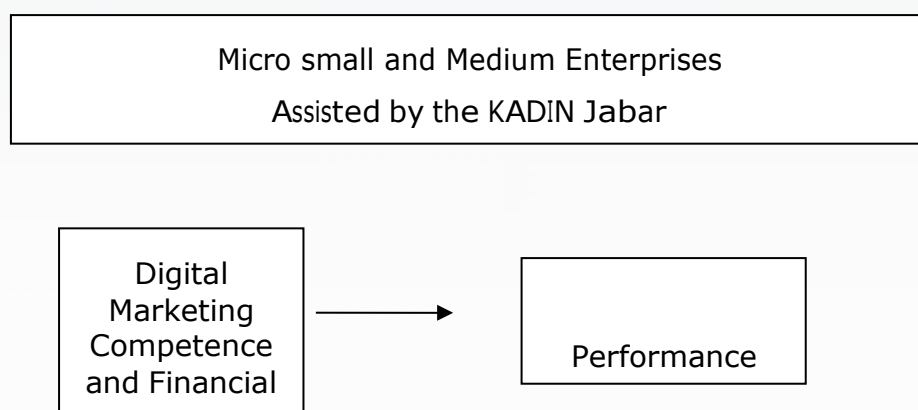 Micro small and Medium Enterprises
Assisted by the KADIN Jabar
Digital
Marketing
Competence
and Financial
Performance